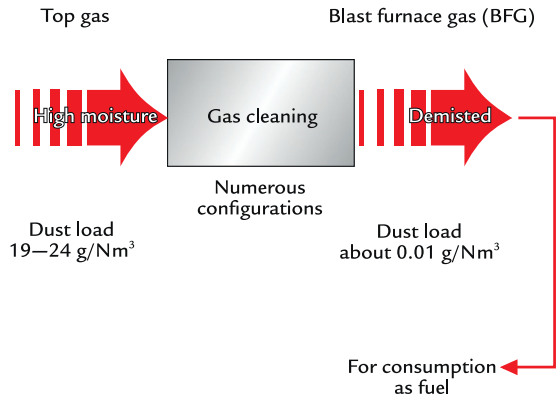 Top gas
Blast furnace gas (BFG)
High moisture
Gas cleaning
Demisted
Numerous
configurations
Dust load
19—24 g/Nm³
Dust load
about 0.01 g/Nm³
For consumption
as fuel